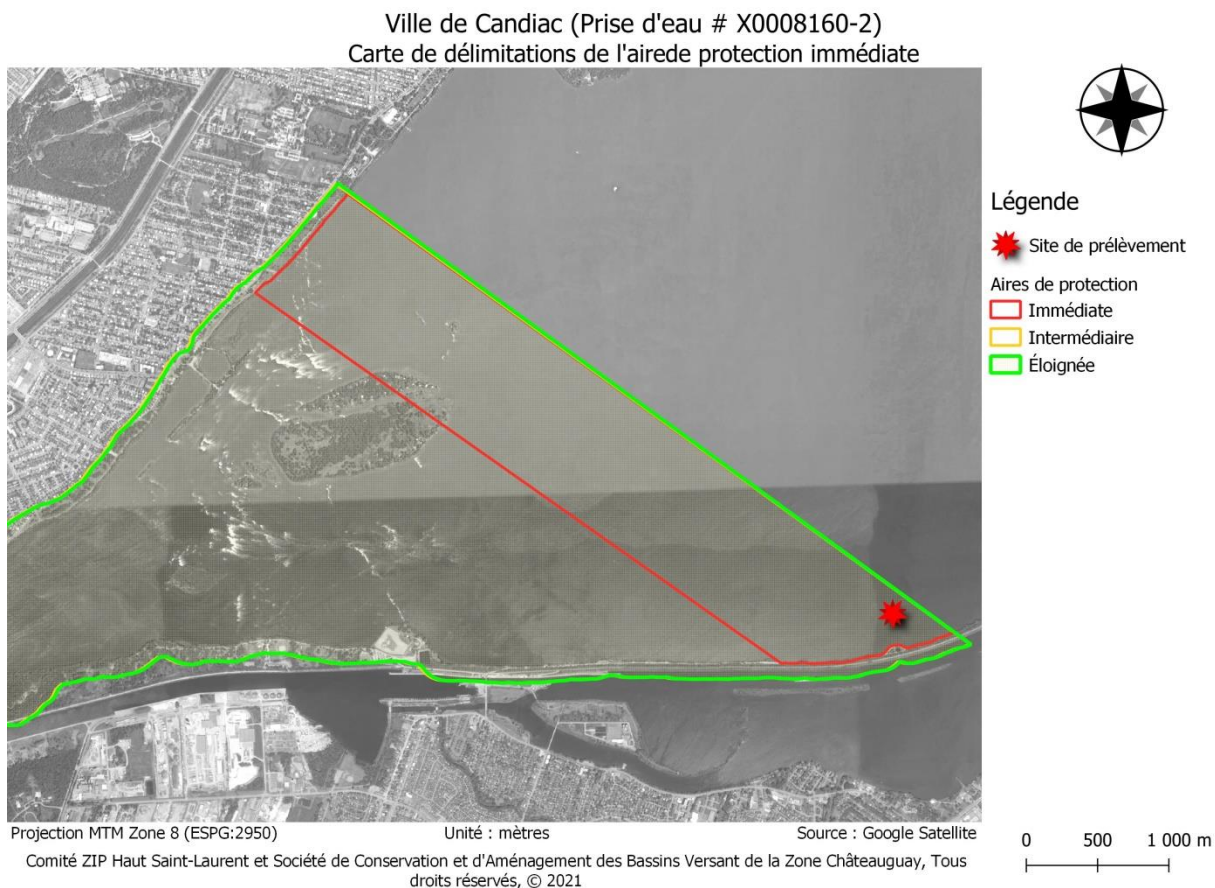 Ville de Candiac (Prise d'eau # X0008160-2)
Carte de délimitations de l'airede protection immédiate
Légende
Site de prélèvement
Aires de protection
Immédiate
Intermédiaire
Éloignée
Projection MTM Zone 8 (ESPG:2950)
Unité : mètres
Source : Google Satellite
0 500 1 000 m
Comité ZIP Haut Saint-Laurent et Société de Conservation et d'Aménagement des Bassins Versant de la Zone Châteauguay, Tous
droits réservés, © 2021